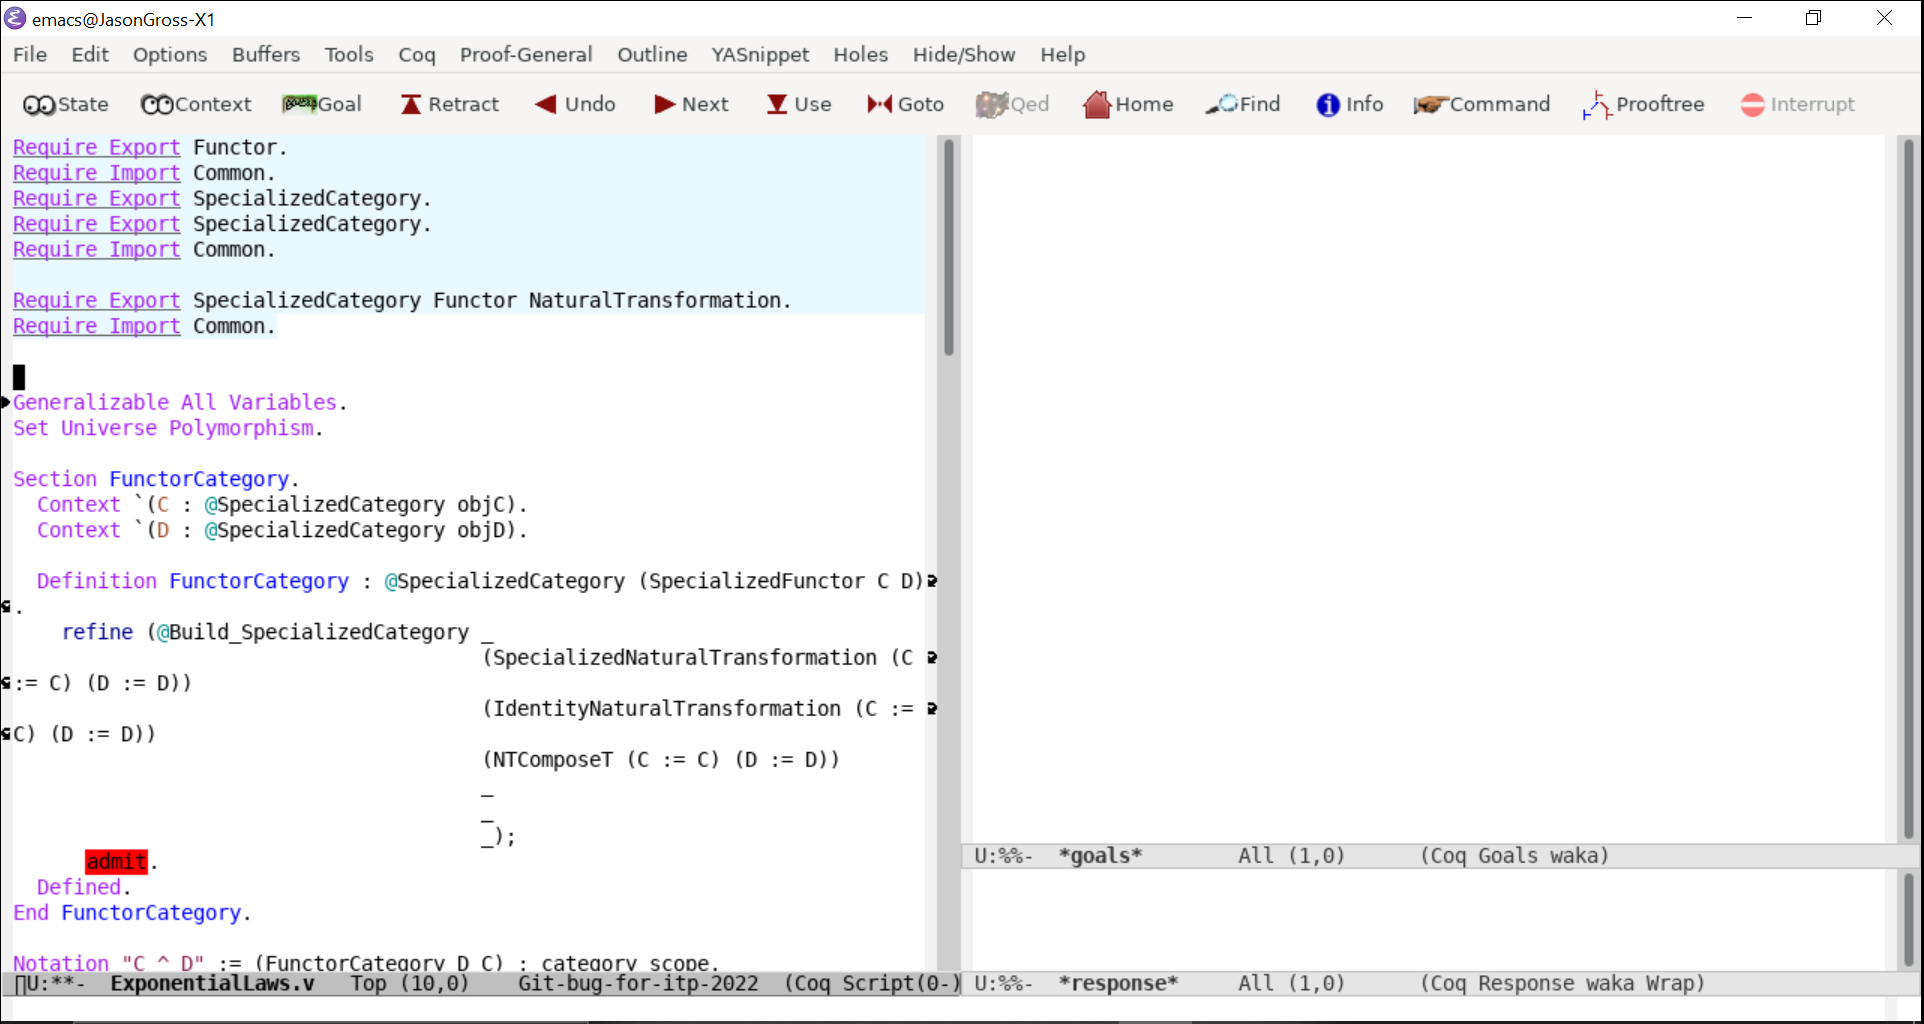 emacs@JasonGross-X1
File Edit Options Buffers Tools Coq Proof-General Outline YASnippet Holes Hide/Show Help
State Context Goal Retract Undo Next Use Goto Qed Home Find Info Command Prooftree Interrupt
Require Export Functor.
Require Import Common.
Require Export SpecializedCategory.
Require Export SpecializedCategory.
Require Import Common.
Require Export SpecializedCategory Functor NaturalTransformation.
Require Import Common.
Generalizable All Variables.
Set Universe Polymorphism.
Section FunctorCategory.
Context `(C : @SpecializedCategory objC).
Context `(D : @SpecializedCategory objD).
Definition FunctorCategory : @SpecializedCategory (SpecializedFunctor C D)
.
refine (@Build_SpecializedCategory _
(SpecializedNaturalTransformation (C
:= C) (D := D))
(IdentityNaturalTransformation (C :=
C) (D := D))
(NTComposeT (C := C) (D := D))
_
_
_);
admit.
Defined.
End FunctorCategory.
Notation "C ^ D" := (FunctorCategory D C) : category_scope.
U:**- ExponentialLaws.v Top (10,0) Git-bug-for-itp-2022 (Coq Script(0-)
U:%%- *goals* All (1,0) (Coq Goals waka)
U:%%- *response* All (1,0) (Coq Response waka Wrap)